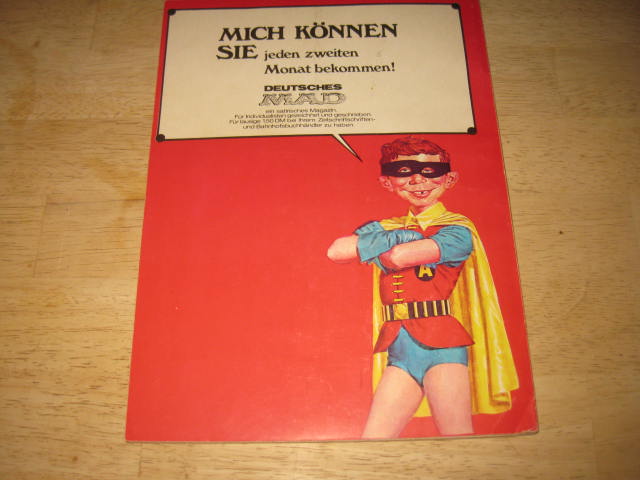 MICH KÖNNEN
SIE jeden zweiten
Monat bekommen!
DEUTSCHES
MAD
ein satirisches Magazin.
Für Individualisten gezeichnet und geschrieben.
Für lausige 1,50 DM bei Ihrem Zeitschriftschriften-
und Bahnhofsbuchhändler zu haben.
A